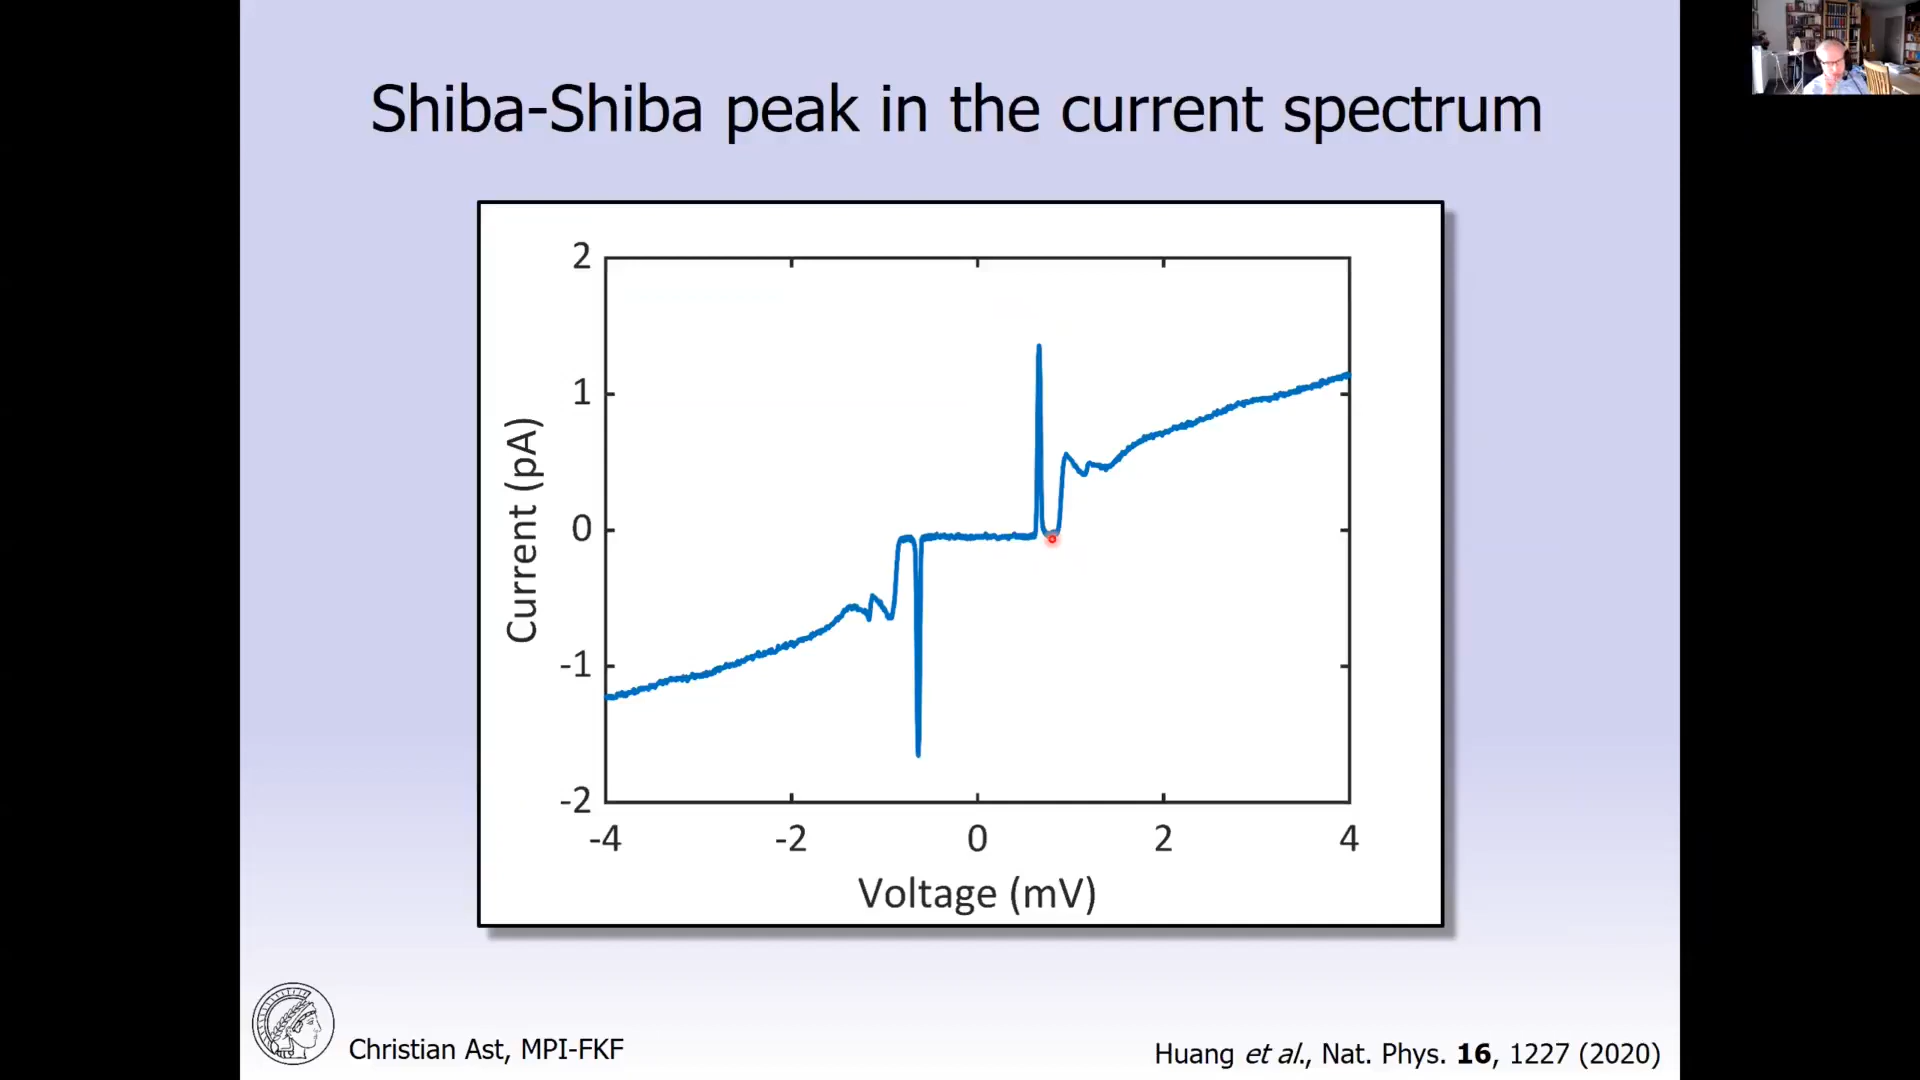 Shiba-Shiba peak in the current spectrum
2
1
0
-1
-2
Current (pA)
-4
-2
0
2
4
Voltage (mV)
Christian Ast, MPI-FKF
Huang et al., Nat. Phys. 16, 1227 (2020)